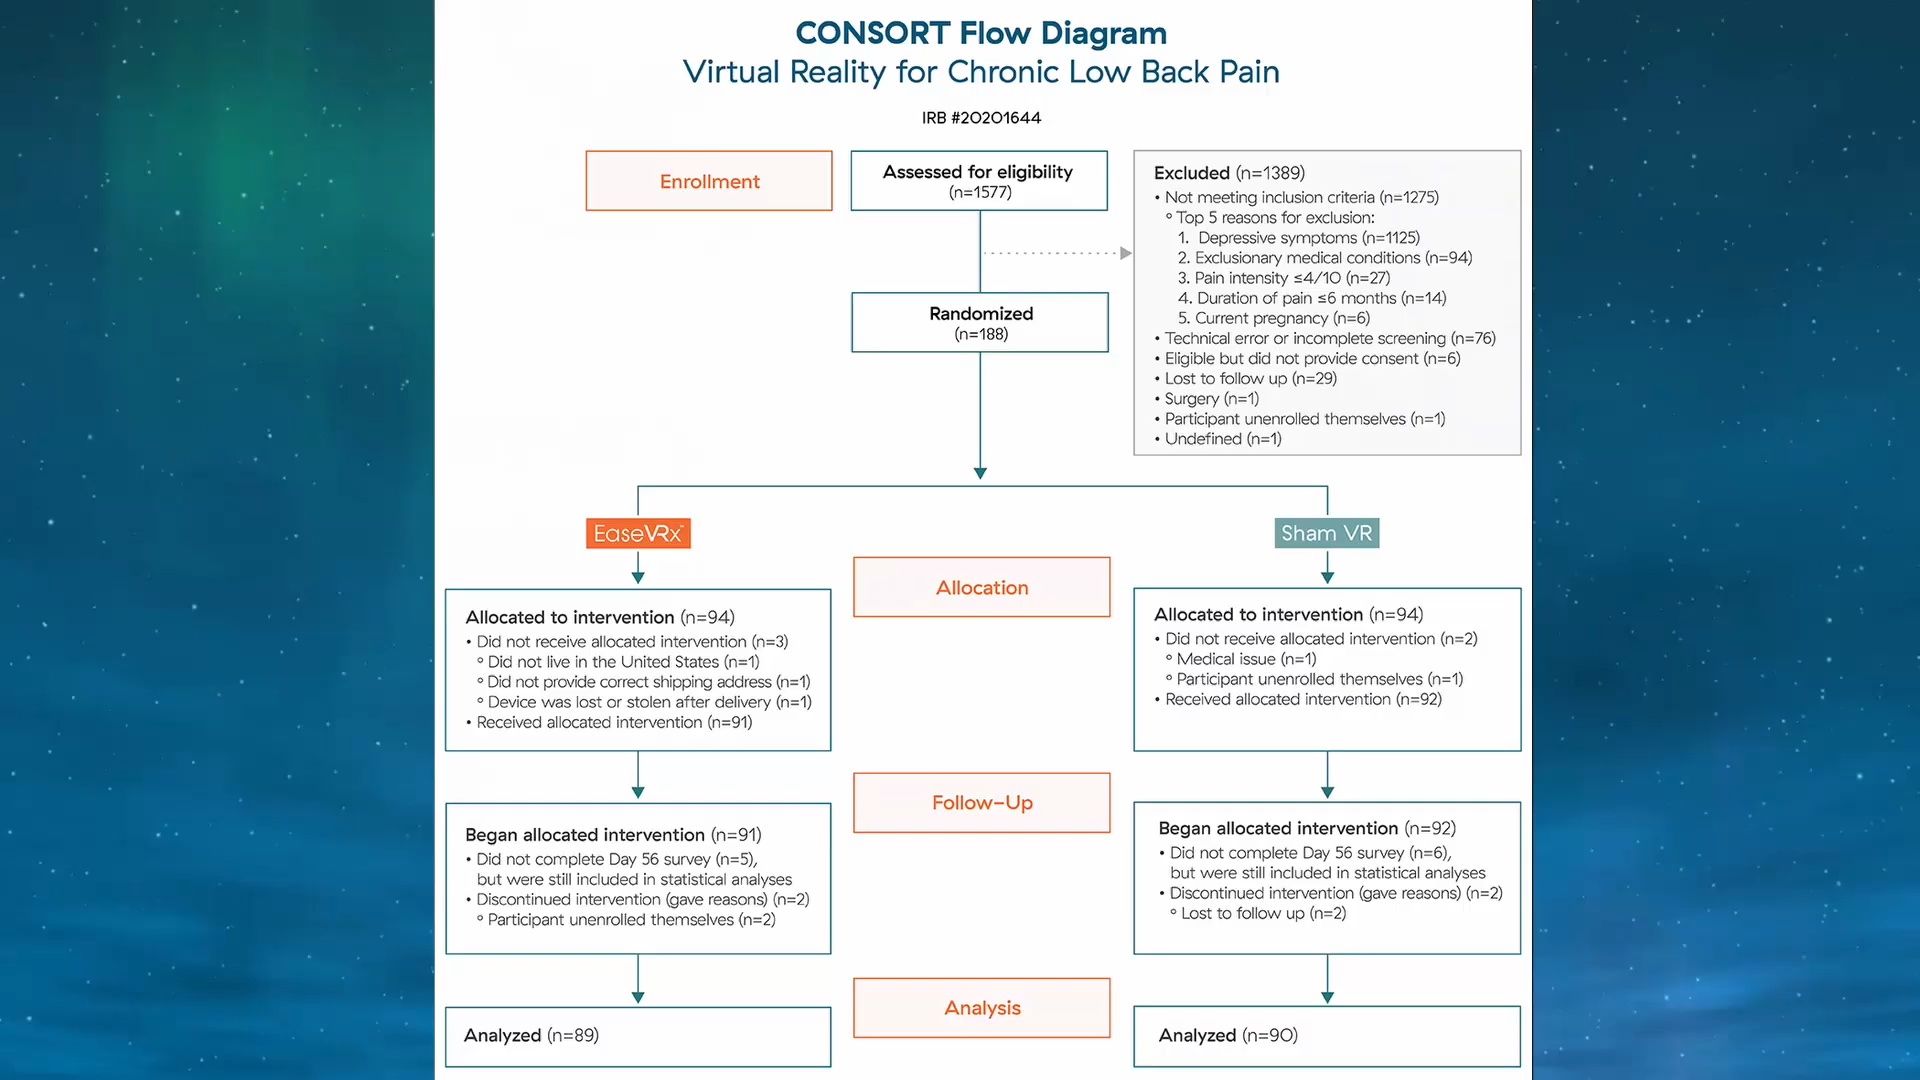 CONSORT Flow Diagram
Virtual Reality for Chronic Low Back Pain
IRB #20201644
Enrollment
Assessed for eligibility
(n=1577)
Excluded (n=1389)
• Not meeting inclusion criteria (n=1275)
° Top 5 reasons for exclusion:
1. Depressive symptoms (n=1125)
2. Exclusionary medical conditions (n=94)
3. Pain intensity ≤4/10 (n=27)
4. Duration of pain ≤6 months (n=14)
5. Current pregnancy (n=6)
• Technical error or incomplete screening (n=76)
• Eligible but did not provide consent (n=6)
• Lost to follow up (n=29)
• Surgery (n=1)
• Participant unenrolled themselves (n=1)
• Undefined (n=1)
Randomized
(n=188)
EaseVRx™
Sham VR
Allocation
Allocated to intervention (n=94)
• Did not receive allocated intervention (n=3)
° Did not live in the United States (n=1)
° Did not provide correct shipping address (n=1)
° Device was lost or stolen after delivery (n=1)
• Received allocated intervention (n=91)
Allocated to intervention (n=94)
• Did not receive allocated intervention (n=2)
° Medical issue (n=1)
° Participant unenrolled themselves (n=1)
• Received allocated intervention (n=92)
Follow-Up
Began allocated intervention (n=91)
• Did not complete Day 56 survey (n=5),
but were still included in statistical analyses
• Discontinued intervention (gave reasons) (n=2)
° Participant unenrolled themselves (n=2)
Began allocated intervention (n=92)
• Did not complete Day 56 survey (n=6),
but were still included in statistical analyses
• Discontinued intervention (gave reasons) (n=2)
° Lost to follow up (n=2)
Analysis
Analyzed (n=89)
Analyzed (n=90)